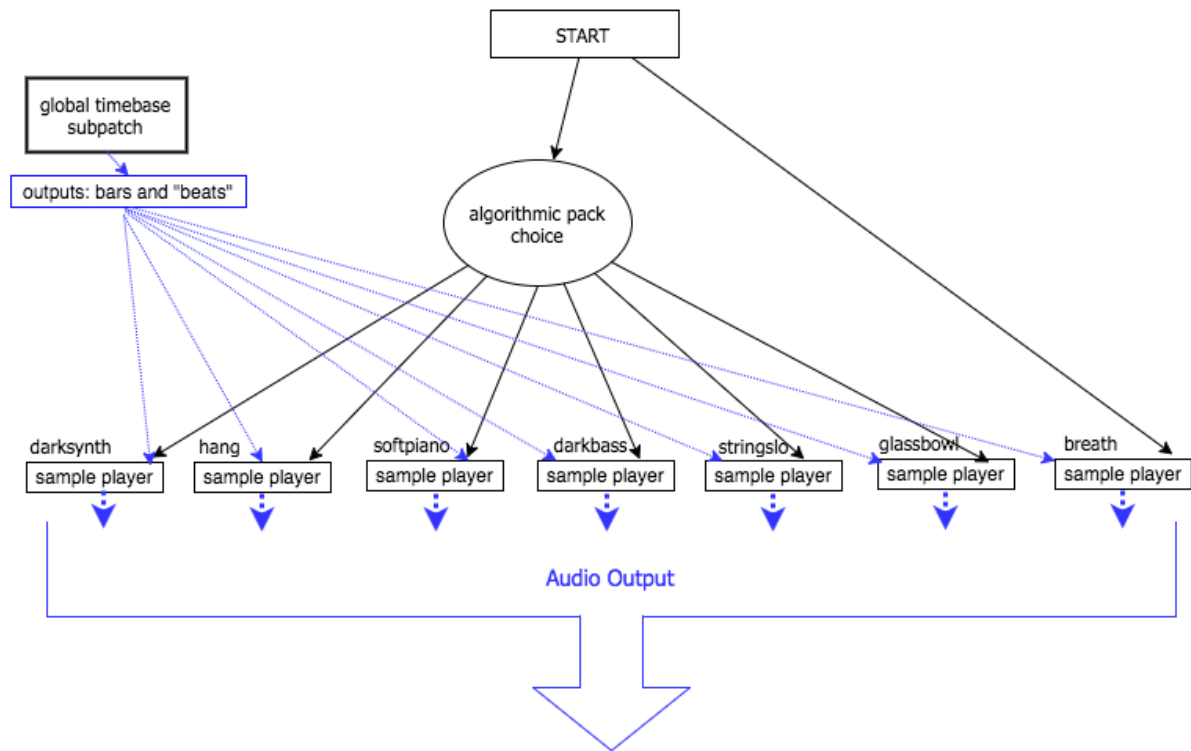 START
global timebase
subpatch
outputs: bars and "beats"
algorithmic pack
choice
darksynth
hang
softpiano
darkbass
stringslo
glassbowl
breath
sample player
sample player
sample player
sample player
sample player
sample player
sample player
Audio Output